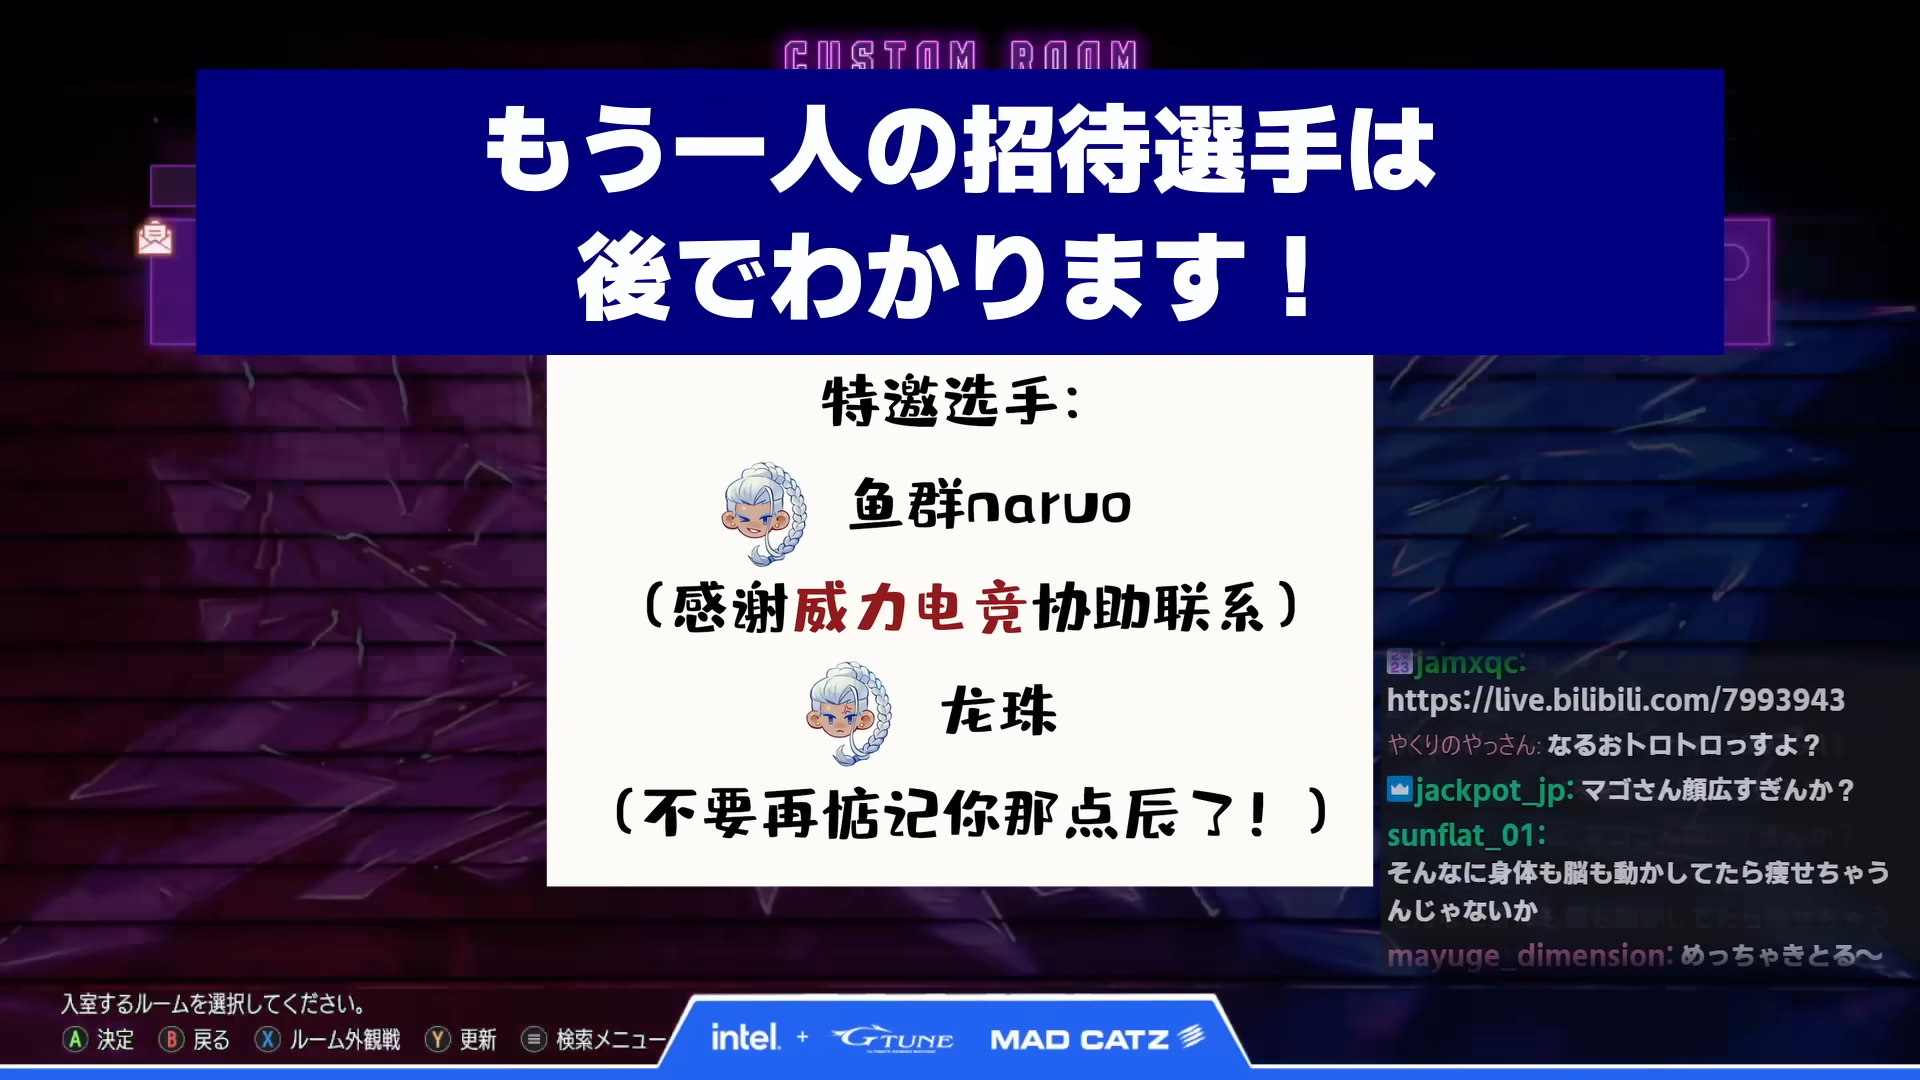 CUSTOM ROOM
もう一人の招待選手は
後でわかります！
特邀选手：
鱼群naruo
（感谢威力电竞协助联系）
龙珠
（不要再惦记你那点辰了！）
jamxqc:
https://live.bilibili.com/7993943
やくりのやっさん: なるおトロトロっすよ？
jackpot_jp: マゴさん顔広すぎんか？
sunflat_01:
そんなに身体も脳も動かしてたら痩せちゃう
んじゃないか
mayuge_dimension: めっちゃきとる～
入室するルームを選択してください。
A 決定 B 戻る X ルーム外観戦 Y 更新 検索メニュー
intel. + G TUNE MAD CATZ